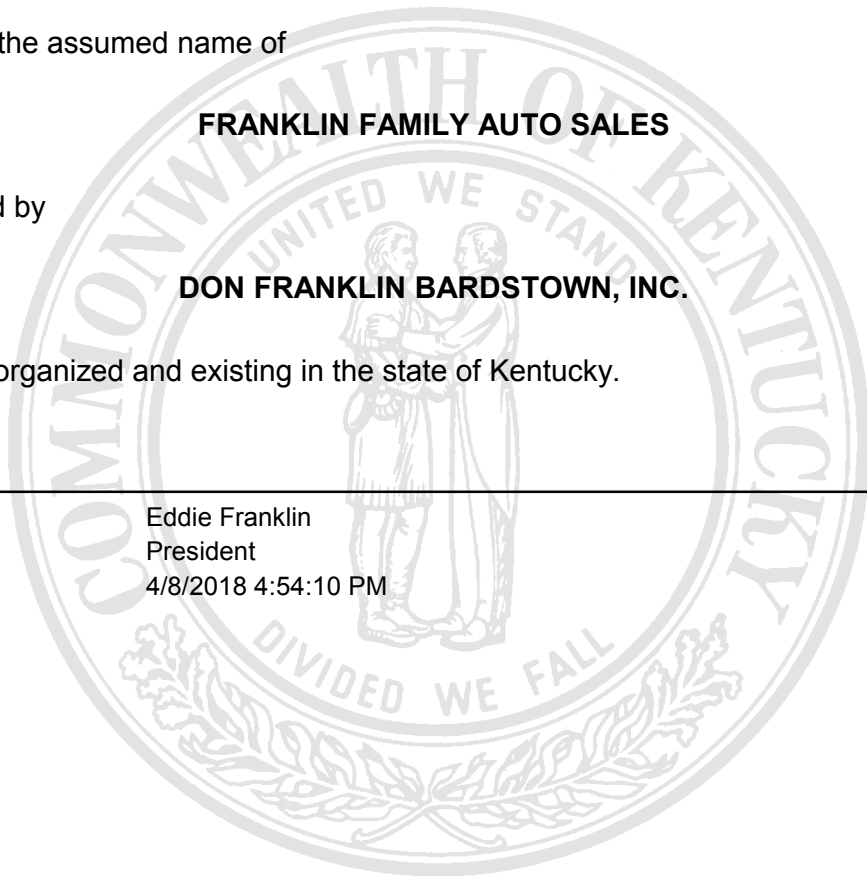 the assumed name of
FRANKLIN FAMILY AUTO SALES
by
DON FRANKLIN BARDSTOWN, INC.
organized and existing in the state of Kentucky.
Eddie Franklin
President
4/8/2018 4:54:10 PM
COMMONWEALTH OF KENTUCKY
UNITED WE STAND
DIVIDED WE FALL